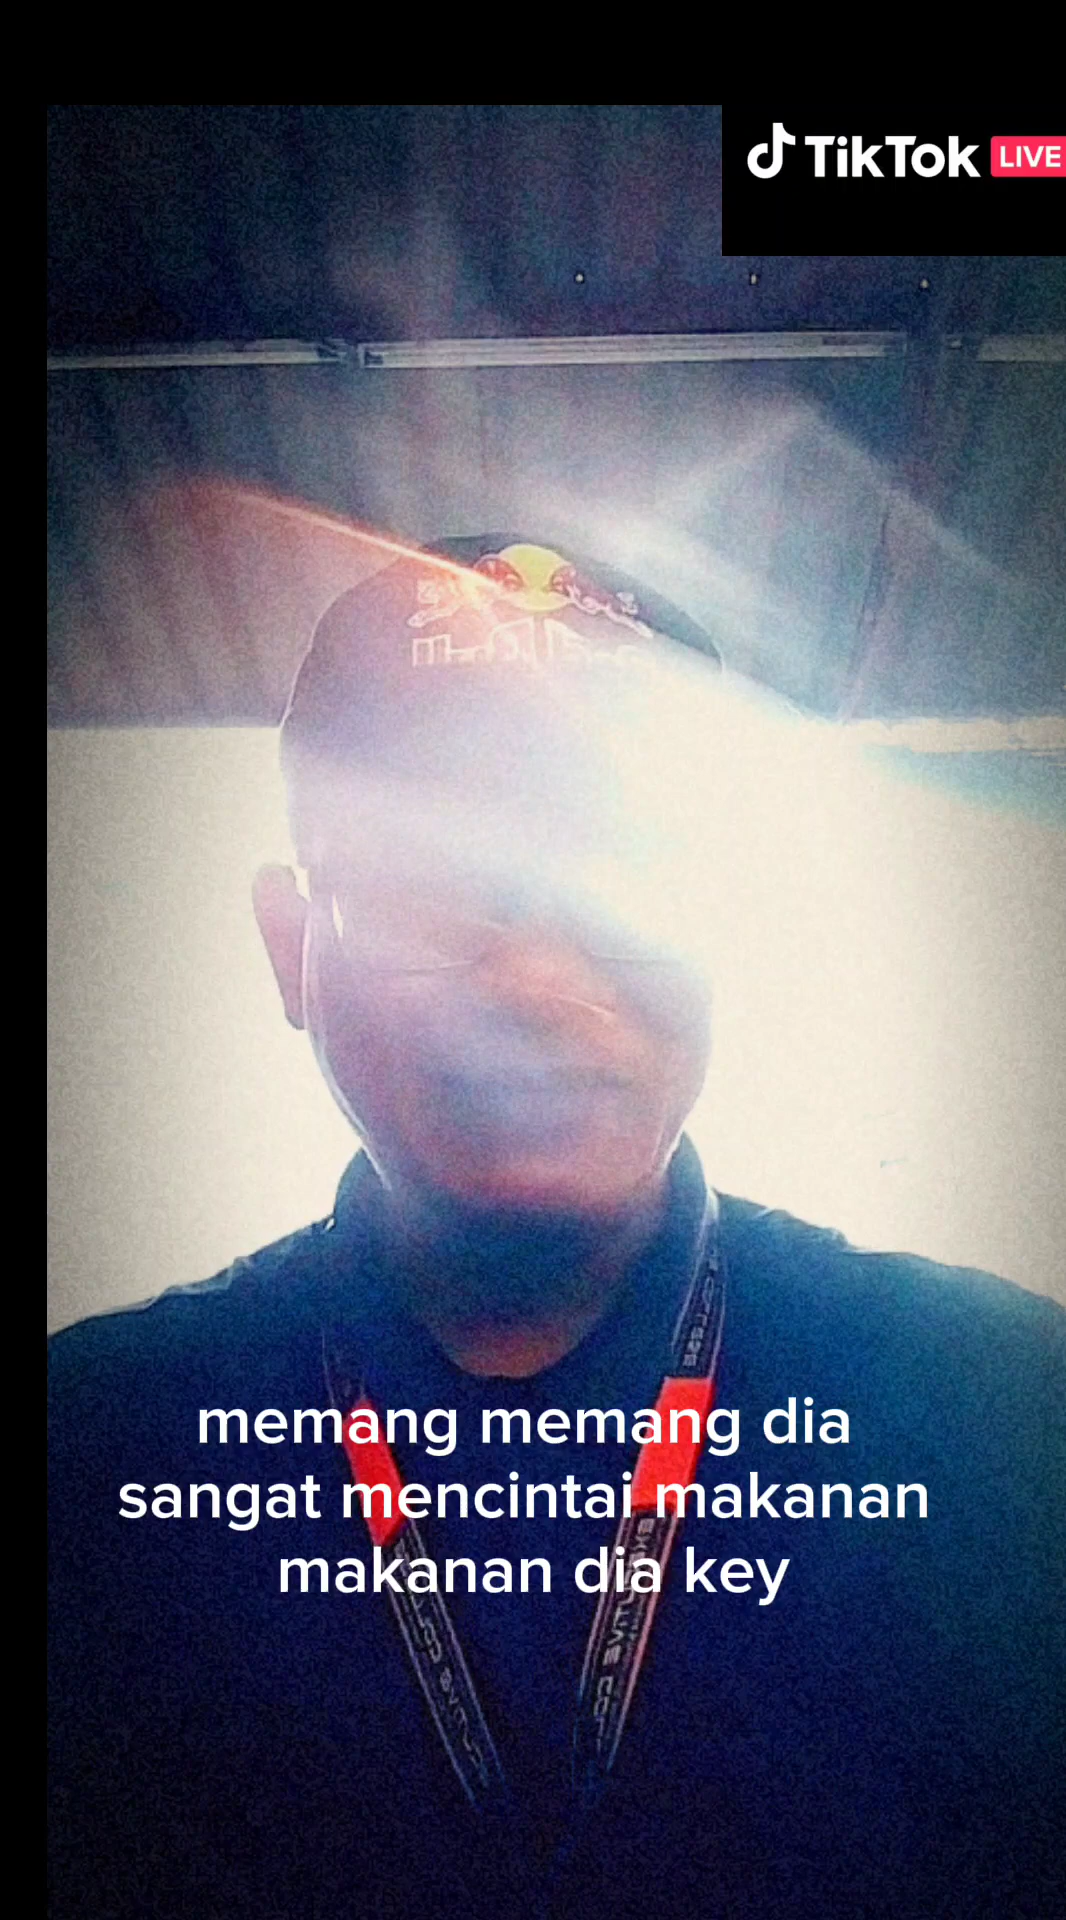 TikTok LIVE
memang memang dia
sangat mencintai makanan
makanan dia key